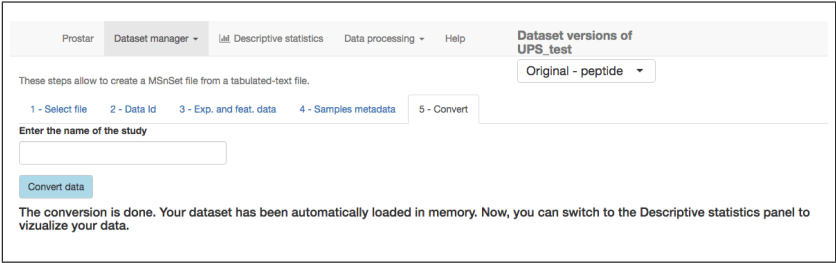 Prostar Dataset manager Descriptive statistics Data processing Help
Dataset versions of
UPS_test
Original - peptide
These steps allow to create a MSnSet file from a tabulated-text file.
1 - Select file 2 - Data Id 3 - Exp. and feat. data 4 - Samples metadata 5 - Convert
Enter the name of the study
Convert data
The conversion is done. Your dataset has been automatically loaded in memory. Now, you can switch to the Descriptive statistics panel to
vizualize your data.